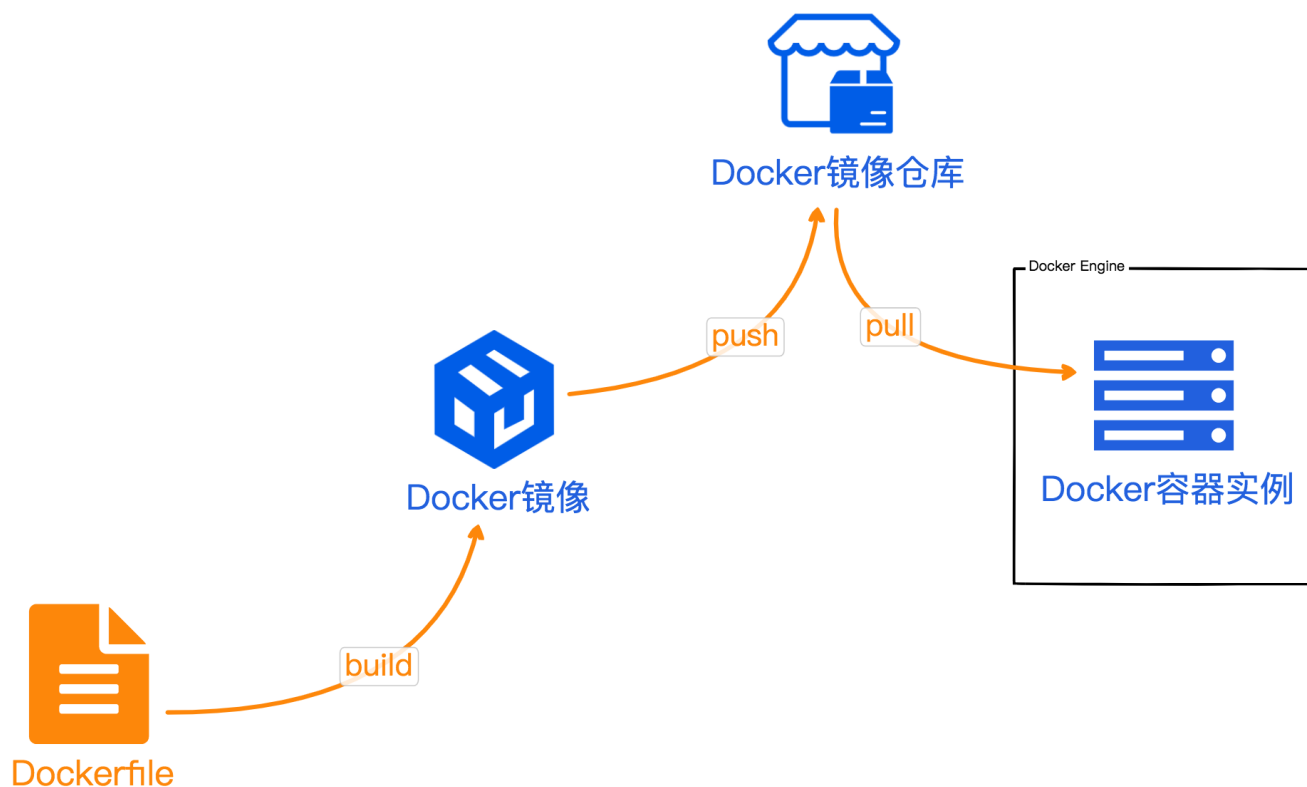 Docker镜像仓库
Docker Engine
push
pull
Docker容器实例
Docker镜像
build
Dockerfile